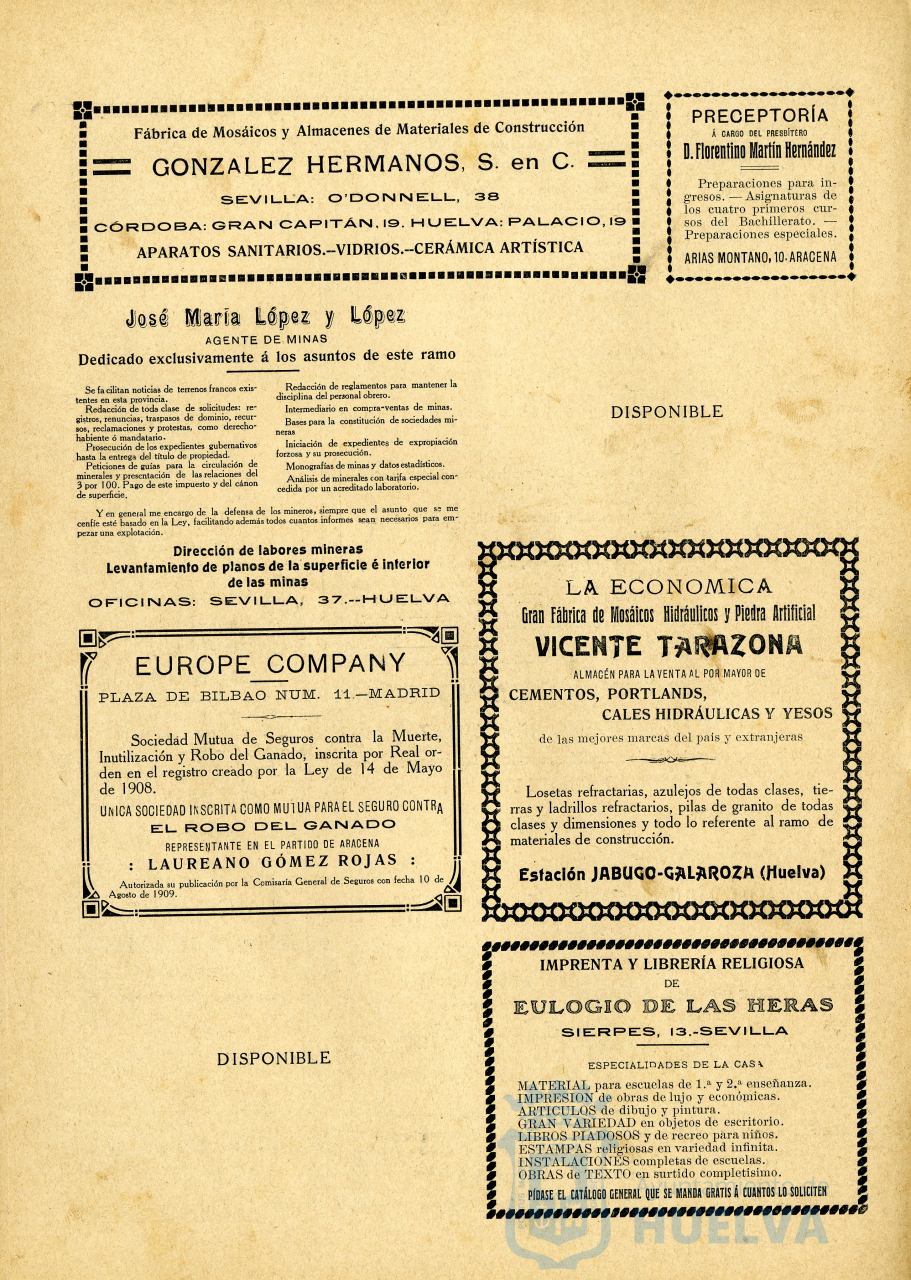 Fábrica de Mosáicos y Almacenes de Materiales de Construcción
GONZALEZ HERMANOS, S. en C.
SEVILLA: O'DONNELL, 38
CÓRDOBA: GRAN CAPITÁN, 19. HUELVA: PALACIO, 19
APARATOS SANITARIOS.--VIDRIOS.--CERÁMICA ARTÍSTICA
PRECEPTORÍA
Á CARGO DEL PRESBÍTERO
D. Florentino Martín Hernández
Preparaciones para in-
gresos. — Asignaturas de
los cuatro primeros cur-
sos del Bachillerato. —
Preparaciones especiales.
ARIAS MONTANO, 10.-ARACENA
José María López y López
AGENTE DE MINAS
Dedicado exclusivamente á los asuntos de este ramo
Se facilitan noticias de terrenos francos exis-
tentes en esta provincia.
Redacción de toda clase de solicitudes: re-
gistros, renuncias, traspasos de dominio, recur-
sos, reclamaciones y protestas, como derecho-
habiente ó mandatario.
Prosecución de los expedientes gubernativos
hasta la entrega del título de propiedad.
Peticiones de guías para la circulación de
minerales y presentación de las relaciones del
3 por 100. Pago de este impuesto y del cánon
de superficie.
Redacción de reglamentos para mantener la
disciplina del personal obrero.
Intermediario en compra-ventas de minas.
Bases para la constitución de sociedades mi-
neras
Iniciación de expedientes de expropiación
forzosa y su prosecución.
Monografías de minas y datos estadísticos.
Análisis de minerales con tarifa especial con-
cedida por un acreditado laboratorio.
Y en general me encargo de la defensa de los mineros, siempre que el asunto que se me
cenfie esté basado en la Ley, facilitando además todos cuantos informes sean necesarios para em-
pezar una explotación.
Dirección de labores mineras
Levantamiento de planos de la superficie é interior
de las minas
OFICINAS: SEVILLA, 37.--HUELVA
DISPONIBLE
EUROPE COMPANY
PLAZA DE BILBAO NUM. 11.—MADRID
Sociedad Mutua de Seguros contra la Muerte,
Inutilización y Robo del Ganado, inscrita por Real or-
den en el registro creado por la Ley de 14 de Mayo
de 1908.
UNICA SOCIEDAD INSCRITA COMO MUTUA PARA EL SEGURO CONTRA
EL ROBO DEL GANADO
REPRESENTANTE EN EL PARTIDO DE ARACENA
: LAUREANO GÓMEZ ROJAS :
Autorizada su publicación por la Comisaría General de Seguros con fecha 10 de
Agosto de 1909.
LA ECONOMICA
Gran Fábrica de Mosáicos Hidráulicos y Piedra Artificial
VICENTE TARAZONA
ALMACÉN PARA LA VENTA AL POR MAYOR DE
CEMENTOS, PORTLANDS,
CALES HIDRÁULICAS Y YESOS
de las mejores marcas del país y extranjeras
Losetas refractarias, azulejos de todas clases, tie-
rras y ladrillos refractarios, pilas de granito de todas
clases y dimensiones y todo lo referente al ramo de
materiales de construcción.
Estación JABUGO-GALAROZA (Huelva)
DISPONIBLE
IMPRENTA Y LIBRERÍA RELIGIOSA
DE
EULOGIO DE LAS HERAS
SIERPES, 13.-SEVILLA
ESPECIALIDADES DE LA CASA
MATERIAL para escuelas de 1.ª y 2.ª enseñanza.
IMPRESION de obras de lujo y económicas.
ARTICULOS de dibujo y pintura.
GRAN VARIEDAD en objetos de escritorio.
LIBROS PIADOSOS y de recreo para niños.
ESTAMPAS religiosas en variedad infinita.
INSTALACIONES completas de escuelas.
OBRAS de TEXTO en surtido completísimo.
PÍDASE EL CATÁLOGO GENERAL QUE SE MANDA GRÁTIS Á CUANTOS LO SOLICITEN
Ayuntamiento de
HUELVA